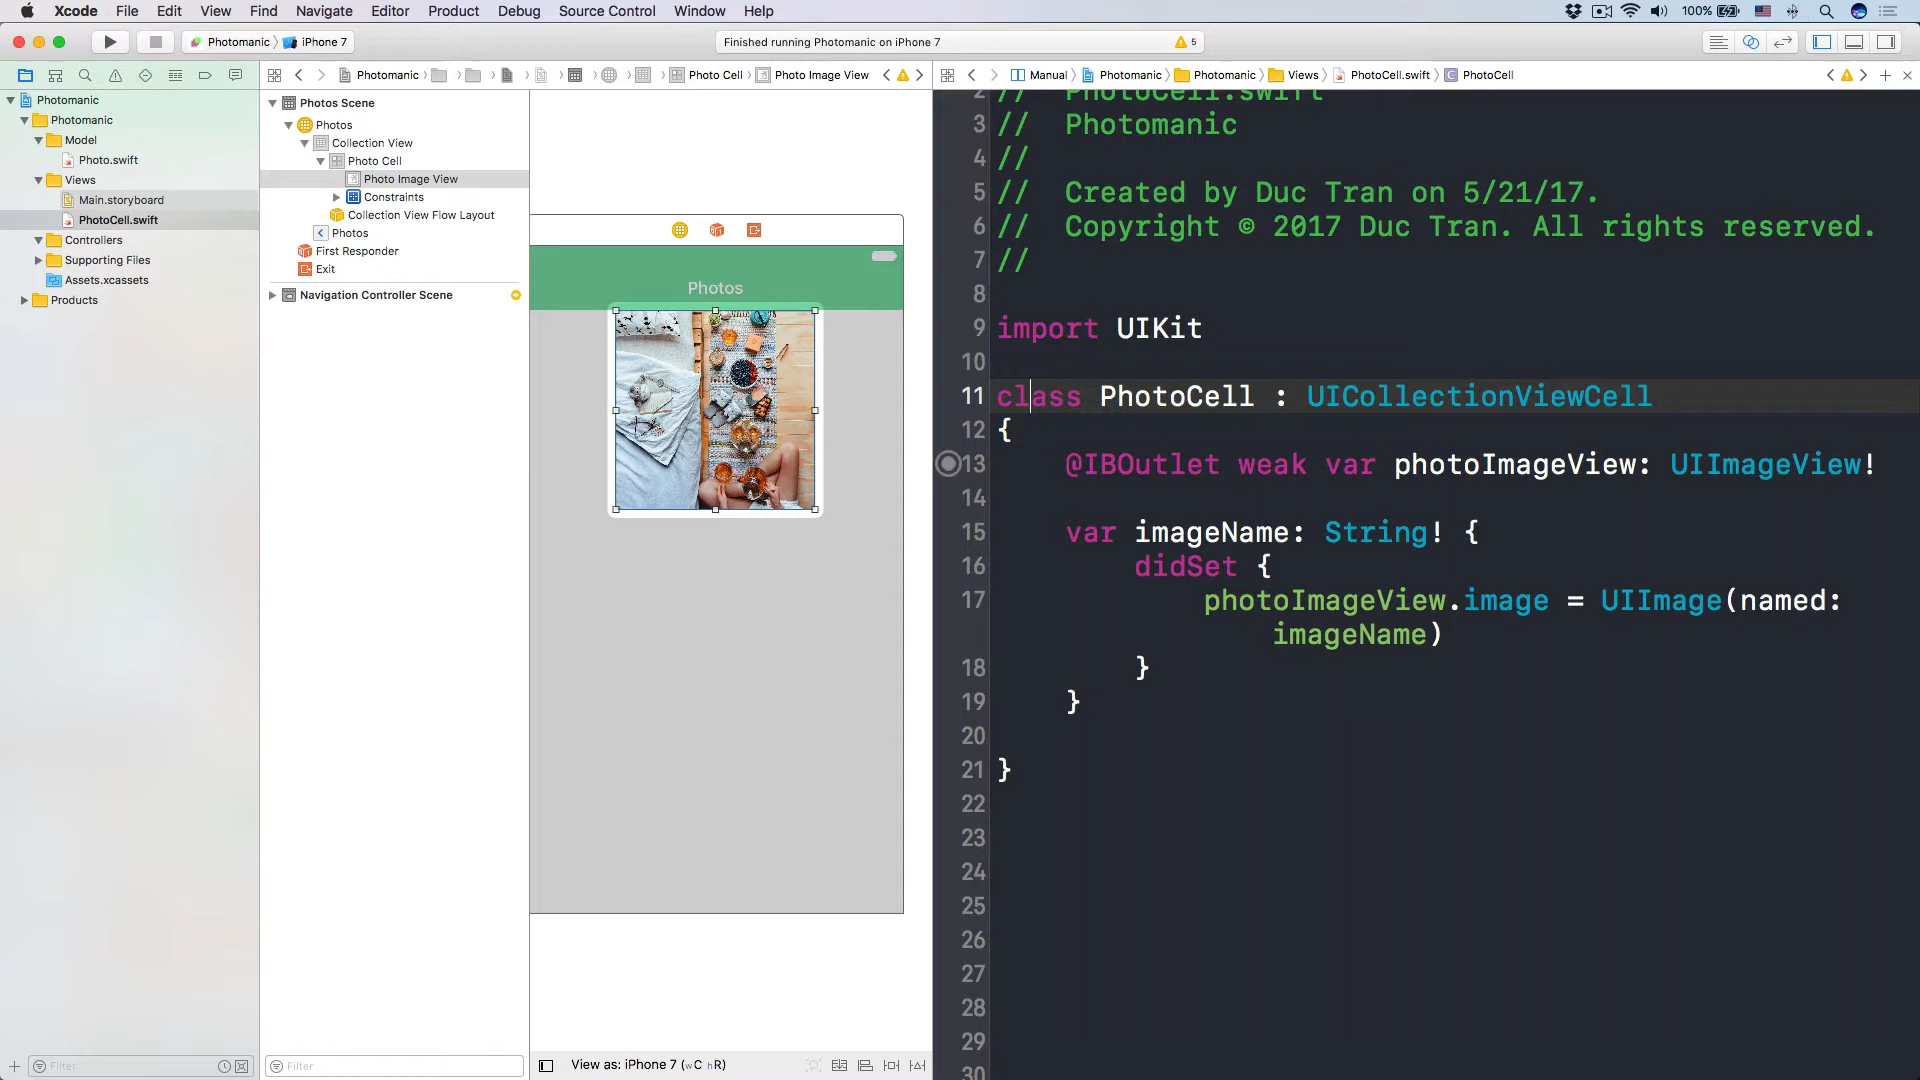 Xcode File Edit View Find Navigate Editor Product Debug Source Control Window Help 100%
Photomanic iPhone 7 Finished running Photomanic on iPhone 7 5
Photomanic Photo Cell Photo Image View Manual Photomanic Photomanic Views PhotoCell.swift PhotoCell
Photomanic
Photomanic
Model
Photo.swift
Views
Main.storyboard
PhotoCell.swift
Controllers
Supporting Files
Assets.xcassets
Products
Filter
Photos Scene
Photos
Collection View
Photo Cell
Photo Image View
Constraints
Collection View Flow Layout
Photos
First Responder
Exit
Navigation Controller Scene
Filter
Photos
View as: iPhone 7 (wC hR)
2 // PhotoCell.swift
3 // Photomanic
4 //
5 // Created by Duc Tran on 5/21/17.
6 // Copyright © 2017 Duc Tran. All rights reserved.
7 //
8
9 import UIKit
10
11 class PhotoCell : UICollectionViewCell
12 {
13 @IBOutlet weak var photoImageView: UIImageView!
14
15 var imageName: String! {
16 didSet {
17 photoImageView.image = UIImage(named:
imageName)
18 }
19 }
20
21 }
22
23
24
25
26
27
28
29
30